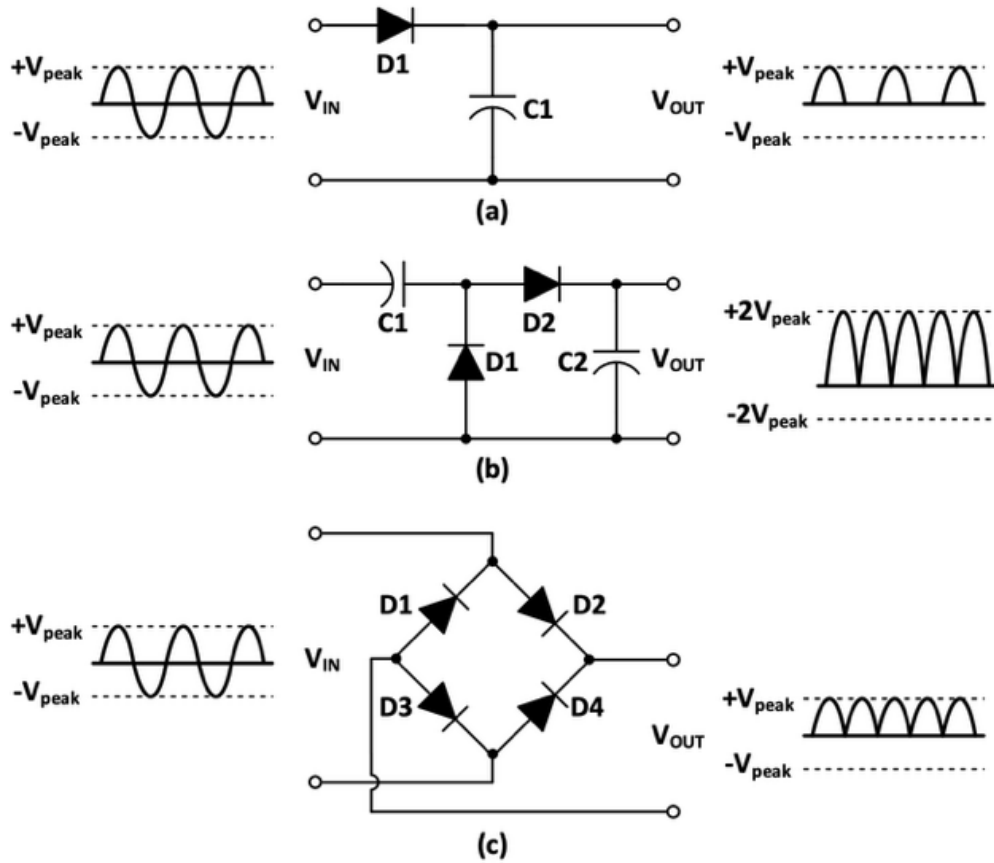 +Vpeak
-Vpeak
VIN
D1
C1
VOUT
+Vpeak
-Vpeak
(a)
+Vpeak
-Vpeak
VIN
C1
D1
D2
C2
VOUT
+2Vpeak
-2Vpeak
(b)
+Vpeak
-Vpeak
VIN
D1
D2
D3
D4
VOUT
+Vpeak
-Vpeak
(c)